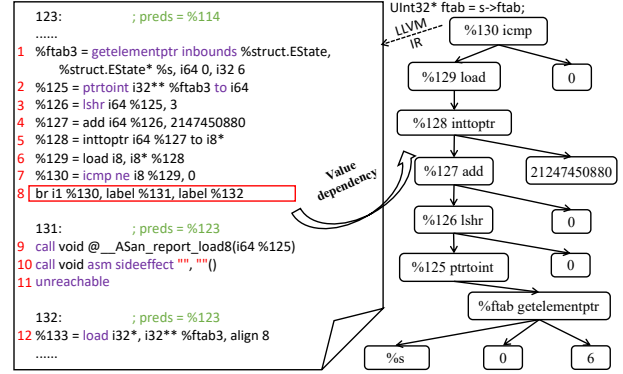 123: ; preds = %114
......
1 %ftab3 = getelementptr inbounds %struct.EState,
%struct.EState* %s, i64 0, i32 6
2 %125 = ptrtoint i32** %ftab3 to i64
3 %126 = lshr i64 %125, 3
4 %127 = add i64 %126, 2147450880
5 %128 = inttoptr i64 %127 to i8*
6 %129 = load i8, i8* %128
7 %130 = icmp ne i8 %129, 0
8 br i1 %130, label %131, label %132
131: ; preds = %123
9 call void @__ASan_report_load8(i64 %125)
10 call void asm sideeffect "", ""()
11 unreachable
132: ; preds = %123
12 %133 = load i32*, i32** %ftab3, align 8
......
UInt32* ftab = s->ftab;
LLVM
IR
Value
dependency
%130 icmp
%129 load
0
%128 inttoptr
%127 add
21247450880
%126 lshr
0
%125 ptrtoint
0
%ftab getelementptr
%s
0
6